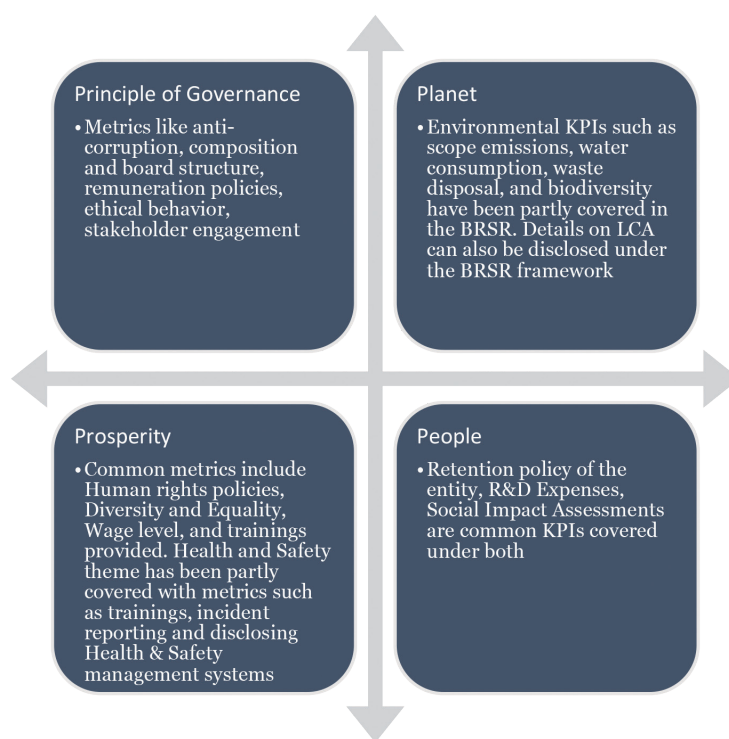 Principle of Governance
•Metrics like anti-
corruption, composition
and board structure,
remuneration policies,
ethical behavior,
stakeholder engagement
Planet
•Environmental KPIs such as
scope emissions, water
consumption, waste
disposal, and biodiversity
have been partly covered in
the BRSR. Details on LCA
can also be disclosed under
the BRSR framework
Prosperity
•Common metrics include
Human rights policies,
Diversity and Equality,
Wage level, and trainings
provided. Health and Safety
theme has been partly
covered with metrics such
as trainings, incident
reporting and disclosing
Health & Safety
management systems
People
•Retention policy of the
entity, R&D Expenses,
Social Impact Assessments
are common KPIs covered
under both